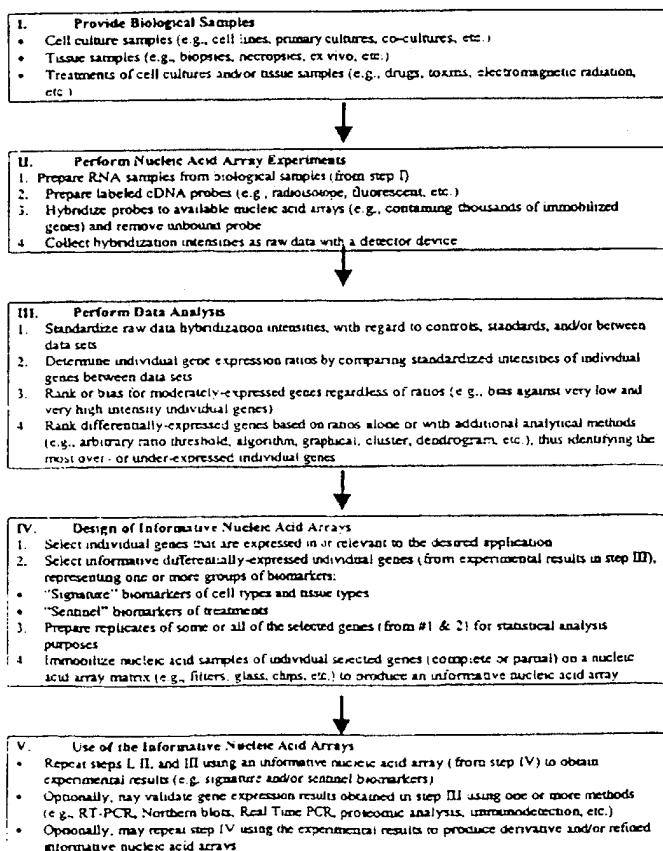 I. Provide Biological Samples
• Cell culture samples (e.g., cell lines, primary cultures, co-cultures, etc.)
• Tissue samples (e.g., biopsies, necropsies, ex vivo, etc.)
• Treatments of cell cultures and/or tissue samples (e.g., drugs, toxins, electromagnetic radiation,
etc.)
II. Perform Nucleic Acid Array Experiments
1. Prepare RNA samples from biological samples (from step I)
2. Prepare labeled cDNA probes (e.g., radioisotope, fluorescent, etc.)
3. Hybridize probes to available nucleic acid arrays (e.g., containing thousands of immobilized
genes) and remove unbound probe
4 Collect hybridization intensities as raw data with a detector device
III. Perform Data Analysis
1. Standardize raw data hybridization intensities, with regard to controls, standards, and/or between
data sets
2. Determine individual gene expression ratios by comparing standardized intensities of individual
genes between data sets
3. Rank or bias for moderately-expressed genes regardless of ratios (e.g., bias against very low and
very high intensity individual genes)
4 Rank differentially-expressed genes based on ratios alone or with additional analytical methods
(e.g., arbitrary ratio threshold, algorithm, graphical, cluster, dendrogram, etc.), thus identifying the
most over- or under-expressed individual genes
IV. Design of Informative Nucleic Acid Arrays
1. Select individual genes that are expressed in or relevant to the desired application
2. Select informative differentially-expressed individual genes (from experimental results in step III),
representing one or more groups of biomarkers:
• "Signature" biomarkers of cell types and tissue types
• "Sentinel" biomarkers of treatments
3. Prepare replicates of some or all of the selected genes (from #1 & 2) for statistical analysis
purposes
4 Immobilize nucleic acid samples of individual selected genes (complete or partial) on a nucleic
acid array matrix (e.g., filters, glass, chips, etc.) to produce an informative nucleic acid array
V. Use of the Informative Nucleic Acid Arrays
• Repeat steps I, II, and III using an informative nucleic acid array (from step IV) to obtain
experimental results (e.g. signature and/or sentinel biomarkers)
• Optionally, may validate gene expression results obtained in step III using one or more methods
(e.g., RT-PCR, Northern blots, Real Time PCR, proteomic analysis, immunodetection, etc.)
• Optionally, may repeat step IV using the experimental results to produce derivative and/or refined
informative nucleic acid arrays